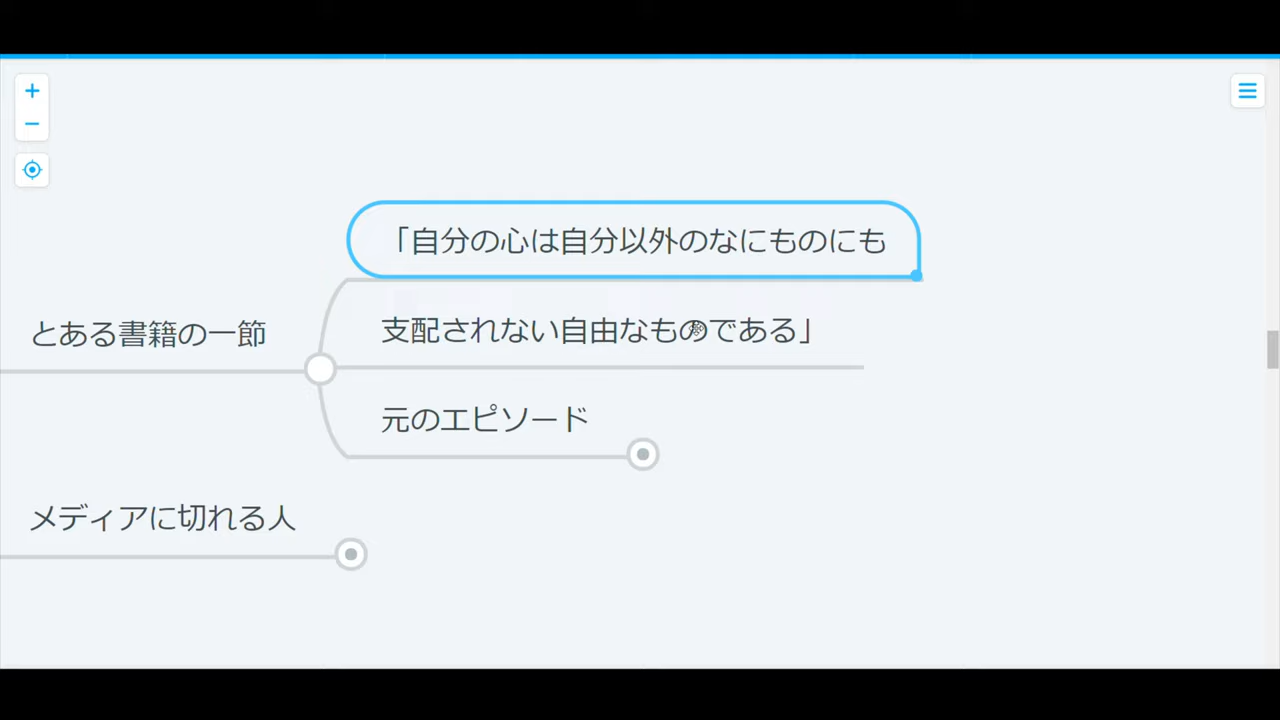 「自分の心は自分以外のなにものにも
とある書籍の一節
支配されない自由なものである」
元のエピソード
メディアに切れる人